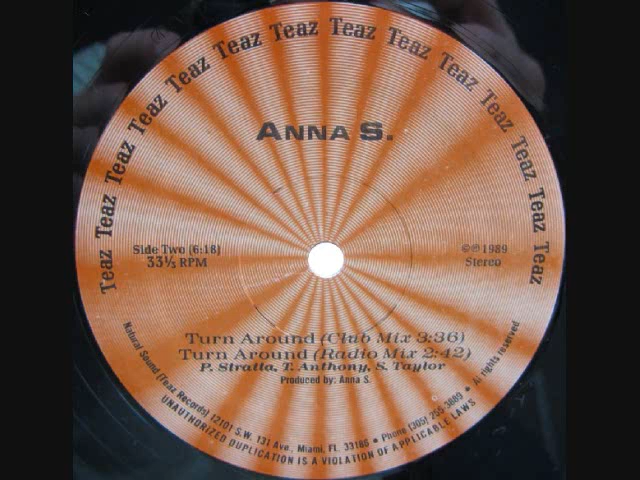 Teaz Teaz Teaz Teaz Teaz Teaz Teaz Teaz Teaz Teaz Teaz Teaz Teaz
ANNA S.
Side Two (6:18)
33⅓ RPM
©℗ 1989
Stereo
Turn Around (Club Mix 3:36)
Turn Around (Radio Mix 2:42)
P. Stratta, T. Anthony, S. Taylor
Produced by: Anna S.
Natural Sound (Teaz Records) 12101 S.W. 131 Ave., Miami, FL. 33186 • Phone (305) 255-3889 • All rights reserved
UNAUTHORIZED DUPLICATION IS A VIOLATION OF APPLICABLE LAWS